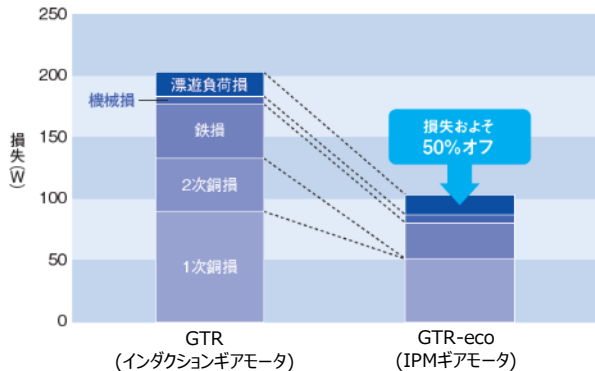 250
200
150
100
50
0
損失(W)
漂遊負荷損
機械損
鉄損
2次銅損
1次銅損
損失およそ
50%オフ
GTR
(インダクションギアモータ)
GTR-eco
(IPMギアモータ)